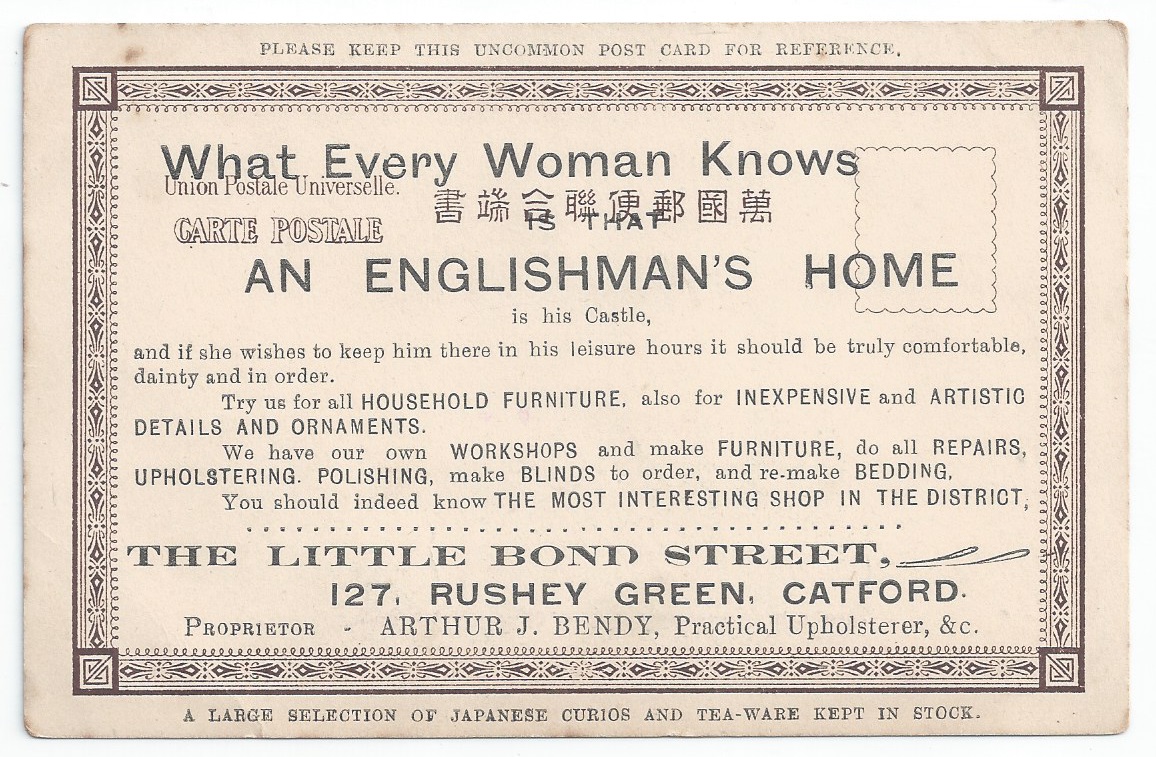 PLEASE KEEP THIS UNCOMMON POST CARD FOR REFERENCE.
What Every Woman Knows
Union Postale Universelle.
書端合聯便郵國萬
CARTE POSTALE
IS THAT
AN ENGLISHMAN'S HOME
is his Castle,
and if she wishes to keep him there in his leisure hours it should be truly comfortable,
dainty and in order.
Try us for all HOUSEHOLD FURNITURE, also for INEXPENSIVE and ARTISTIC
DETAILS AND ORNAMENTS.
We have our own WORKSHOPS and make FURNITURE, do all REPAIRS,
UPHOLSTERING. POLISHING, make BLINDS to order, and re-make BEDDING,
You should indeed know THE MOST INTERESTING SHOP IN THE DISTRICT,
THE LITTLE BOND STREET,
127, RUSHEY GREEN, CATFORD.
PROPRIETOR - ARTHUR J. BENDY, Practical Upholsterer, &c.
A LARGE SELECTION OF JAPANESE CURIOS AND TEA-WARE KEPT IN STOCK.